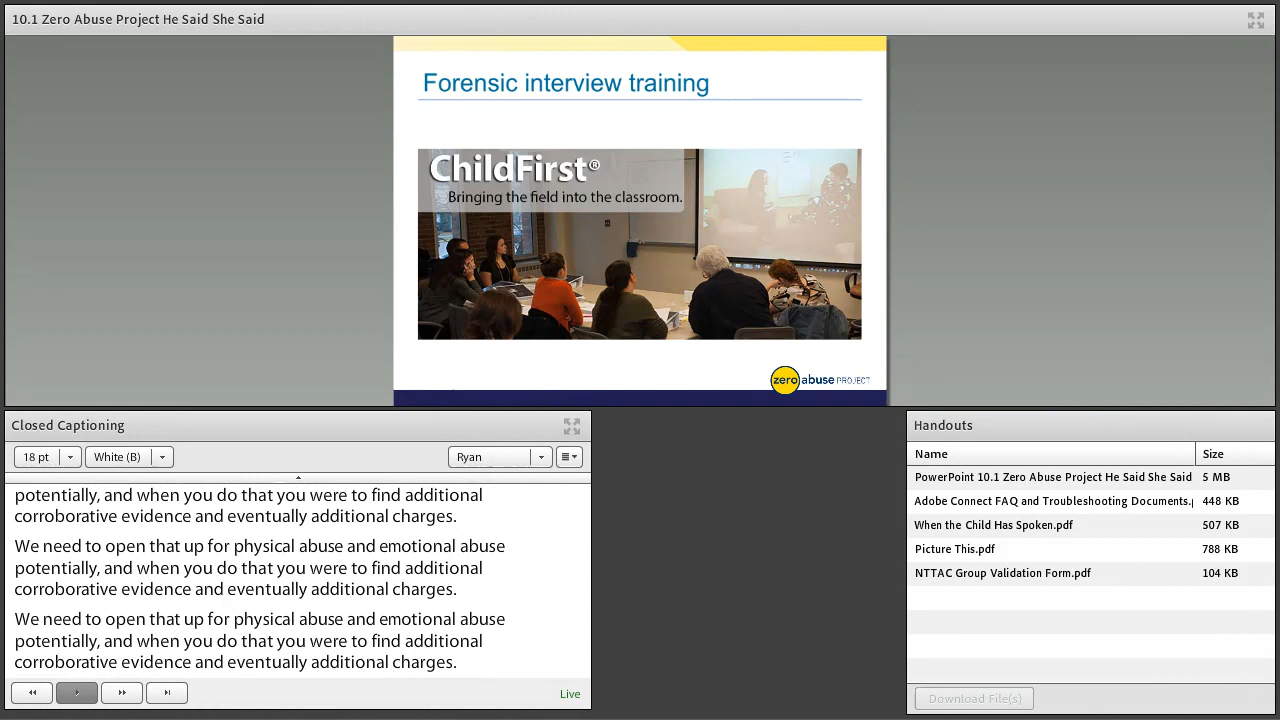 10.1 Zero Abuse Project He Said She Said
Forensic interview training
ChildFirst®
Bringing the field into the classroom.
zero abuse PROJECT
Closed Captioning
18 pt
White (B)
Ryan
potentially, and when you do that you were to find additional
corroborative evidence and eventually additional charges.
We need to open that up for physical abuse and emotional abuse
potentially, and when you do that you were to find additional
corroborative evidence and eventually additional charges.
We need to open that up for physical abuse and emotional abuse
potentially, and when you do that you were to find additional
corroborative evidence and eventually additional charges.
Live
Handouts
Name Size
PowerPoint 10.1 Zero Abuse Project He Said She Said 5 MB
Adobe Connect FAQ and Troubleshooting Documents.p 448 KB
When the Child Has Spoken.pdf 507 KB
Picture This.pdf 788 KB
NTTAC Group Validation Form.pdf 104 KB
Download File(s)